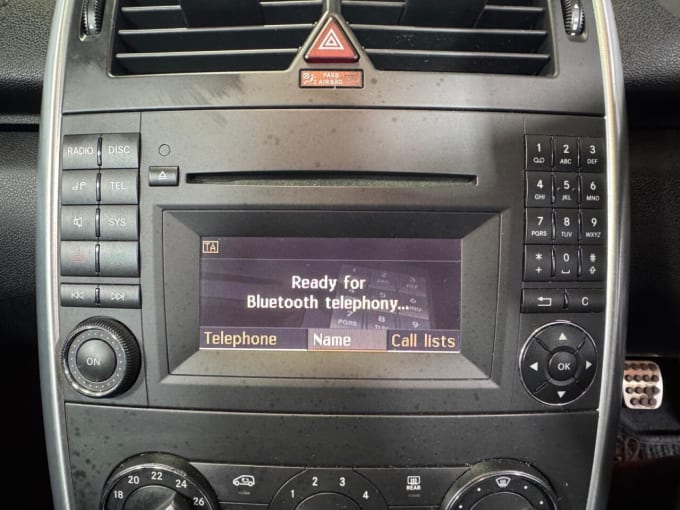 PASS
AIRBAG
RADIO DISC
TEL
SYS
ON
TA
Ready for
Bluetooth telephony...
Telephone Name Call lists
1 2 ABC 3 DEF
4 GHI 5 JKL 6 MNO
7 PQRS 8 TUV 9 WXYZ
* + 0 #
C
OK
18 20 22 24 26
1 2 3 4
REAR